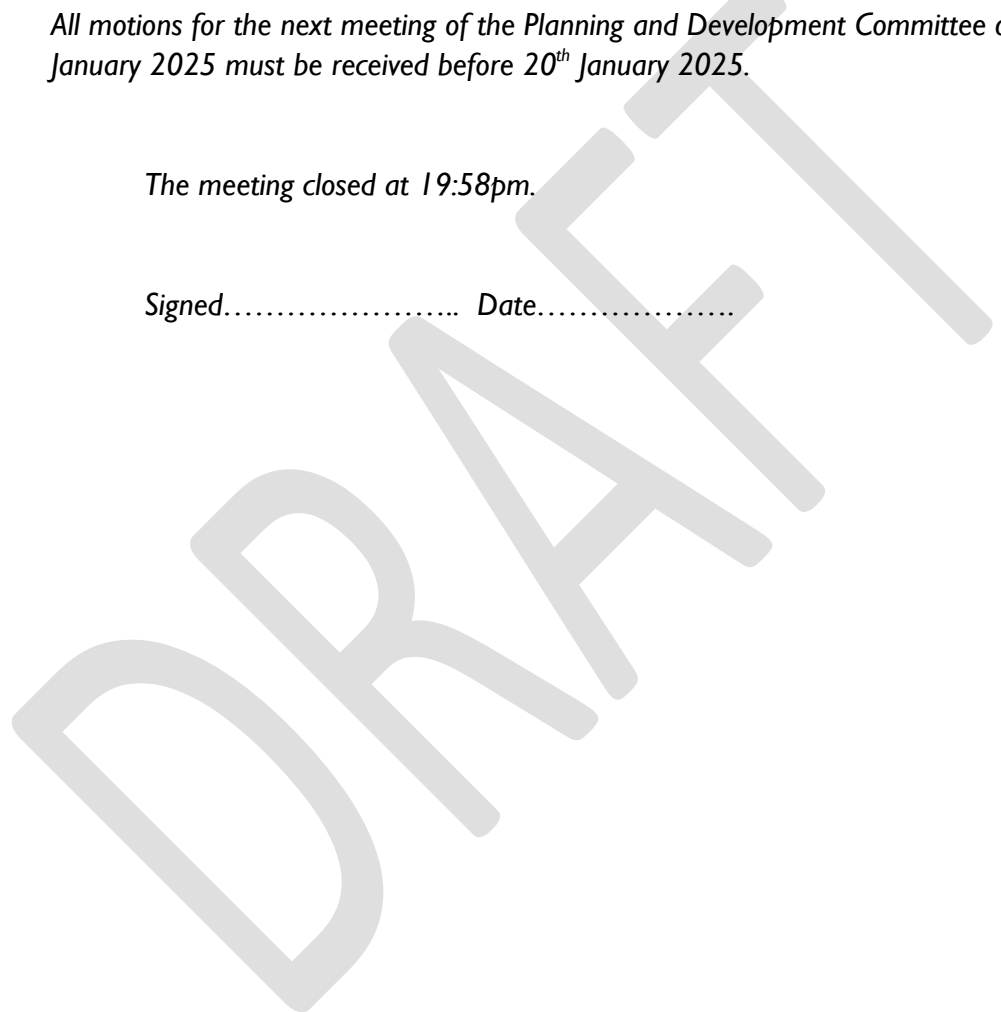 All motions for the next meeting of the Planning and Development Committee
January 2025 must be received before 20th January 2025.
The meeting closed at 19:58pm.
Signed………………….. Date……………….
DRAFT